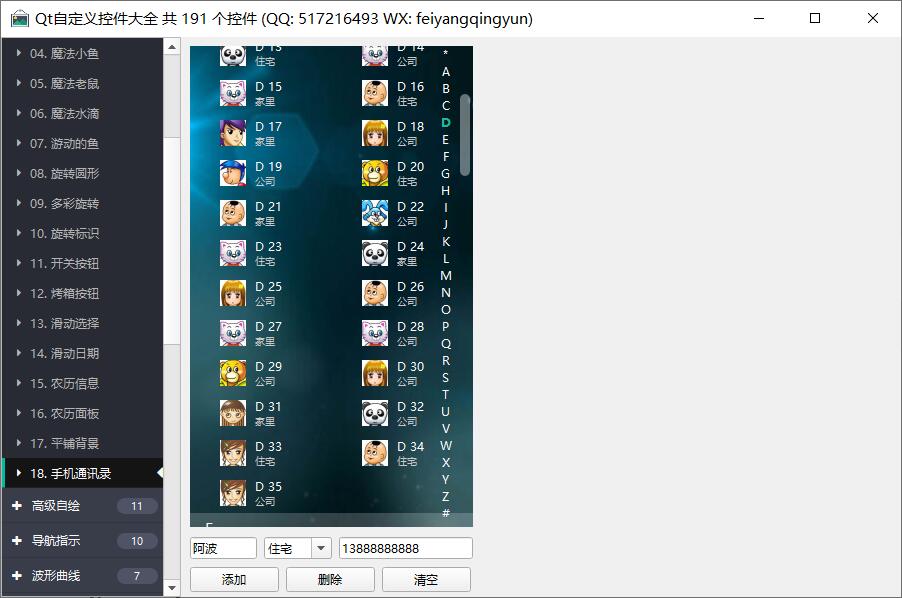 Qt自定义控件大全 共 191 个控件 (QQ: 517216493 WX: feiyangqingyun)
04. 魔法小鱼
05. 魔法老鼠
06. 魔法水滴
07. 游动的鱼
08. 旋转圆形
09. 多彩旋转
10. 旋转标识
11. 开关按钮
12. 烤箱按钮
13. 滑动选择
14. 滑动日期
15. 农历信息
16. 农历面板
17. 平铺背景
18. 手机通讯录
高级自绘 11
导航指示 10
波形曲线 7
D 13 D 14
住宅 公司
D 15 D 16
家里 住宅
D 17 D 18
家里 公司
D 19 D 20
公司 住宅
D 21 D 22
家里 公司
D 23 D 24
住宅 家里
D 25 D 26
公司 公司
D 27 D 28
家里 公司
D 29 D 30
公司 公司
D 31 D 32
家里 公司
D 33 D 34
住宅 住宅
D 35
公司
*
A
B
C
D
E
F
G
H
I
J
K
L
M
N
O
P
Q
R
S
T
U
V
W
X
Y
Z
#
阿波 住宅 13888888888
添加 删除 清空